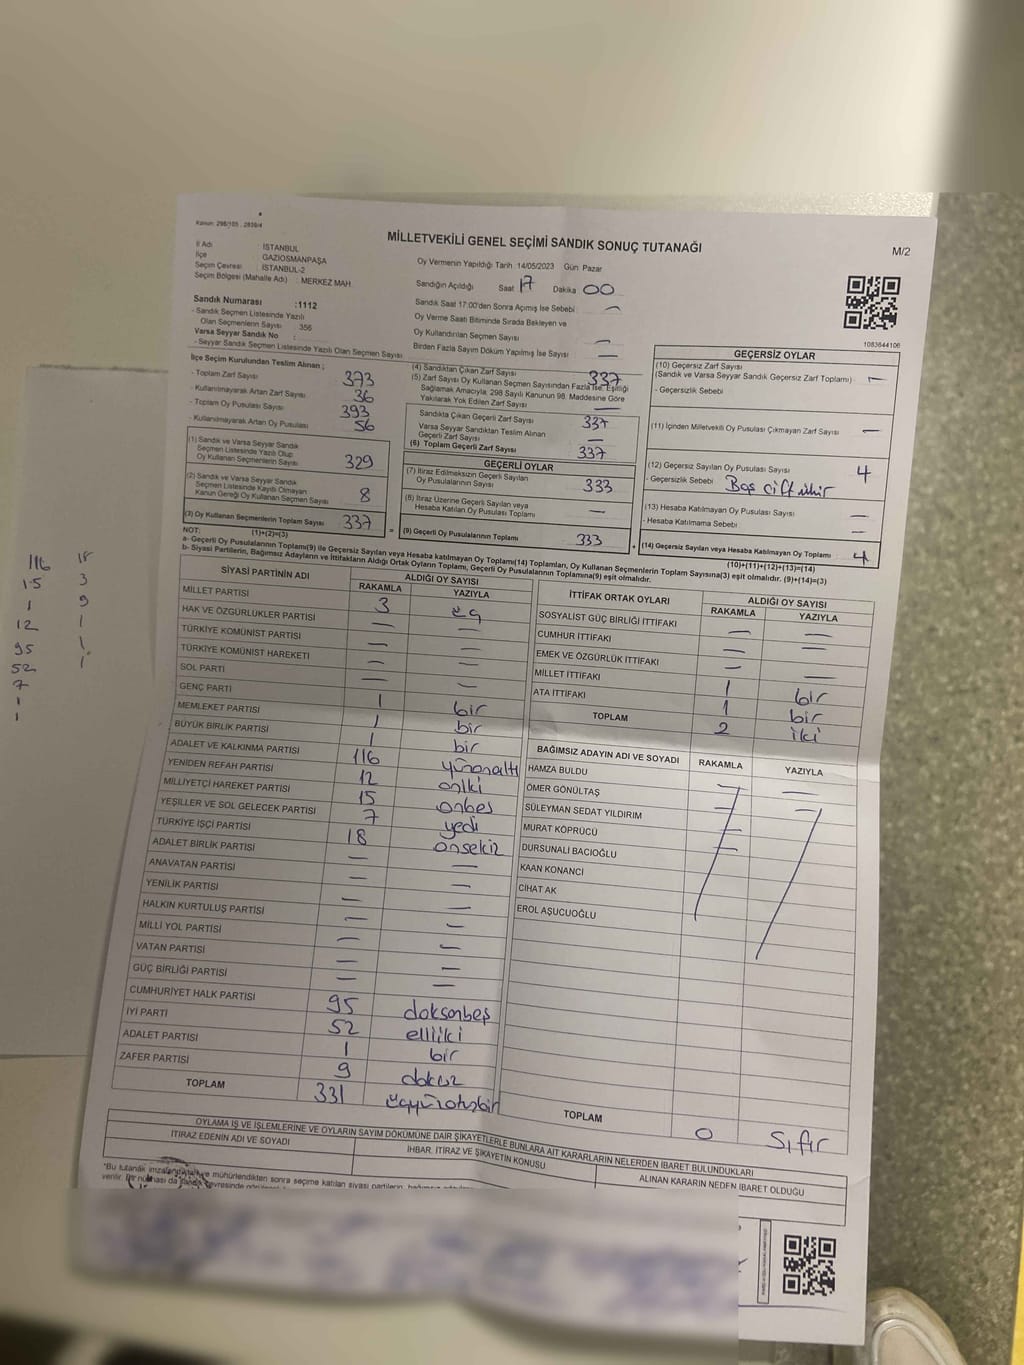 Kanun: 298/105 . 2839/4
MİLLETVEKİLİ GENEL SEÇİMİ SANDIK SONUÇ TUTANAĞI
M/2
İl Adı : İSTANBUL
İlçe : GAZİOSMANPAŞA
Seçim Çevresi : İSTANBUL-2
Seçim Bölgesi (Mahalle Adı) : MERKEZ MAH.
Sandık Numarası :1112
- Sandık Seçmen Listesinde Yazılı
Olan Seçmenlerin Sayısı 356
Varsa Seyyar Sandık No :
- Seyyar Sandık Seçmen Listesinde Yazılı Olan Seçmen Sayısı
Oy Vermenin Yapıldığı Tarih 14/05/2023 Gün Pazar
Sandığın Açıldığı Saat 17 Dakika 00
Sandık Saat 17:00'den Sonra Açımış İse Sebebi —
Oy Verme Saati Bitiminde Sırada Bekleyen ve
Oy Kullandırılan Seçmen Sayısı —
Birden Fazla Sayım Döküm Yapılmış İse Sayısı —
1083844106
İlçe Seçim Kurulundan Teslim Alınan ;
- Toplam Zarf Sayısı 373
- Kullanılmayarak Artan Zarf Sayısı 36
- Toplam Oy Pusulası Sayısı 393
- Kullanılmayarak Artan Oy Pusulası 56
(1) Sandık ve Varsa Seyyar Sandık
Seçmen Listesinde Yazılı Olup
Oy Kullanan Seçmenlerin Sayısı 329
(2) Sandık ve Varsa Seyyar Sandık
Seçmen Listesinde Kayıtlı Olmayan
Kanun Gereği Oy Kullanan Seçmen Sayısı 8
(3) Oy Kullanan Seçmenlerin Toplam Sayısı 337
(1)+(2)=(3)
(4) Sandıktan Çıkan Zarf Sayısı 337
(5) Zarf Sayısı Oy Kullanan Seçmen Sayısından Fazla İse, Eşitliği
Sağlamak Amacıyla, 298 Sayılı Kanunun 98. Maddesine Göre
Yakılarak Yok Edilen Zarf Sayısı —
Sandıkta Çıkan Geçerli Zarf Sayısı 337
Varsa Seyyar Sandıktan Teslim Alınan
Geçerli Zarf Sayısı —
(6) Toplam Geçerli Zarf Sayısı 337
GEÇERLİ OYLAR
(7) İtiraz Edilmeksizin Geçerli Sayılan
Oy Pusulalarının Sayısı 333
(8) İtiraz Üzerine Geçerli Sayılan veya
Hesaba Katılan Oy Pusulası Toplamı —
= (9) Geçerli Oy Pusulalarının Toplamı 333
GEÇERSİZ OYLAR
(10) Geçersiz Zarf Sayısı
(Sandık ve Varsa Seyyar Sandık Geçersiz Zarf Toplamı) —
- Geçersizlik Sebebi
(11) İçinden Milletvekili Oy Pusulası Çıkmayan Zarf Sayısı —
(12) Geçersiz Sayılan Oy Pusulası Sayısı 4
- Geçersizlik Sebebi Boş çift mühür
(13) Hesaba Katılmayan Oy Pusulası Sayısı —
- Hesaba Katılmama Sebebi —
+ (14) Geçersiz Sayılan veya Hesaba Katılmayan Oy Toplamı 4
(10)+(11)+(12)+(13)=(14)
NOT:
a- Geçerli Oy Pusulalarının Toplamı(9) ile Geçersiz Sayılan veya Hesaba katılmayan Oy Toplamı(14) Toplamları, Oy Kullanan Seçmenlerin Toplam Sayısına(3) eşit olmalıdır. (9)+(14)=(3)
b- Siyasi Partilerin, Bağımsız Adayların ve İttifakların Aldığı Ortak Oyların Toplamı, Geçerli Oy Pusulalarının Toplamına(9) eşit olmalıdır.
SİYASİ PARTİNİN ADI ALDIĞI OY SAYISI
RAKAMLA YAZIYLA
MİLLET PARTİSİ 3 üç
HAK VE ÖZGÜRLÜKLER PARTİSİ — —
TÜRKİYE KOMÜNİST PARTİSİ — —
TÜRKİYE KOMÜNİST HAREKETİ — —
SOL PARTİ — —
GENÇ PARTİ 1 bir
MEMLEKET PARTİSİ 1 bir
BÜYÜK BİRLİK PARTİSİ 1 bir
ADALET VE KALKINMA PARTİSİ 116 yüzonaltı
YENİDEN REFAH PARTİSİ 12 oniki
MİLLİYETÇİ HAREKET PARTİSİ 15 onbeş
YEŞİLLER VE SOL GELECEK PARTİSİ 7 yedi
TÜRKİYE İŞÇİ PARTİSİ 18 onsekiz
ADALET BİRLİK PARTİSİ — —
ANAVATAN PARTİSİ — —
YENİLİK PARTİSİ — —
HALKIN KURTULUŞ PARTİSİ — —
MİLLİ YOL PARTİSİ — —
VATAN PARTİSİ — —
GÜÇ BİRLİĞİ PARTİSİ — —
CUMHURİYET HALK PARTİSİ 95 doksanbeş
İYİ PARTİ 52 elliiki
ADALET PARTİSİ 1 bir
ZAFER PARTİSİ 9 dokuz
TOPLAM 331 üçyüzotuzbir
İTTİFAK ORTAK OYLARI ALDIĞI OY SAYISI
RAKAMLA YAZIYLA
SOSYALİST GÜÇ BİRLİĞİ İTTİFAKI — —
CUMHUR İTTİFAKI — —
EMEK VE ÖZGÜRLÜK İTTİFAKI — —
MİLLET İTTİFAKI 1 bir
ATA İTTİFAKI 1 bir
TOPLAM 2 iki
BAĞIMSIZ ADAYIN ADI VE SOYADI RAKAMLA YAZIYLA
HAMZA BULDU
ÖMER GÖNÜLTAŞ
SÜLEYMAN SEDAT YILDIRIM
MURAT KÖPRÜCÜ
DURSUNALİ BACIOĞLU
KAAN KONANCİ
CİHAT AK
EROL AŞUCUOĞLU
TOPLAM 0 Sıfır
OYLAMA İŞ VE İŞLEMLERİNE VE OYLARIN SAYIM DÖKÜMÜNE DAİR ŞİKAYETLERLE BUNLARA AİT KARARLARIN NELERDEN İBARET BULUNDUKLARI
İTİRAZ EDENİN ADI VE SOYADI
İHBAR, İTİRAZ VE ŞİKAYETİN KONUSU
ALINAN KARARIN NEDEN İBARET OLDUĞU
116 18
15 3
1 9
12 1
95 1
52 1
7
1
1